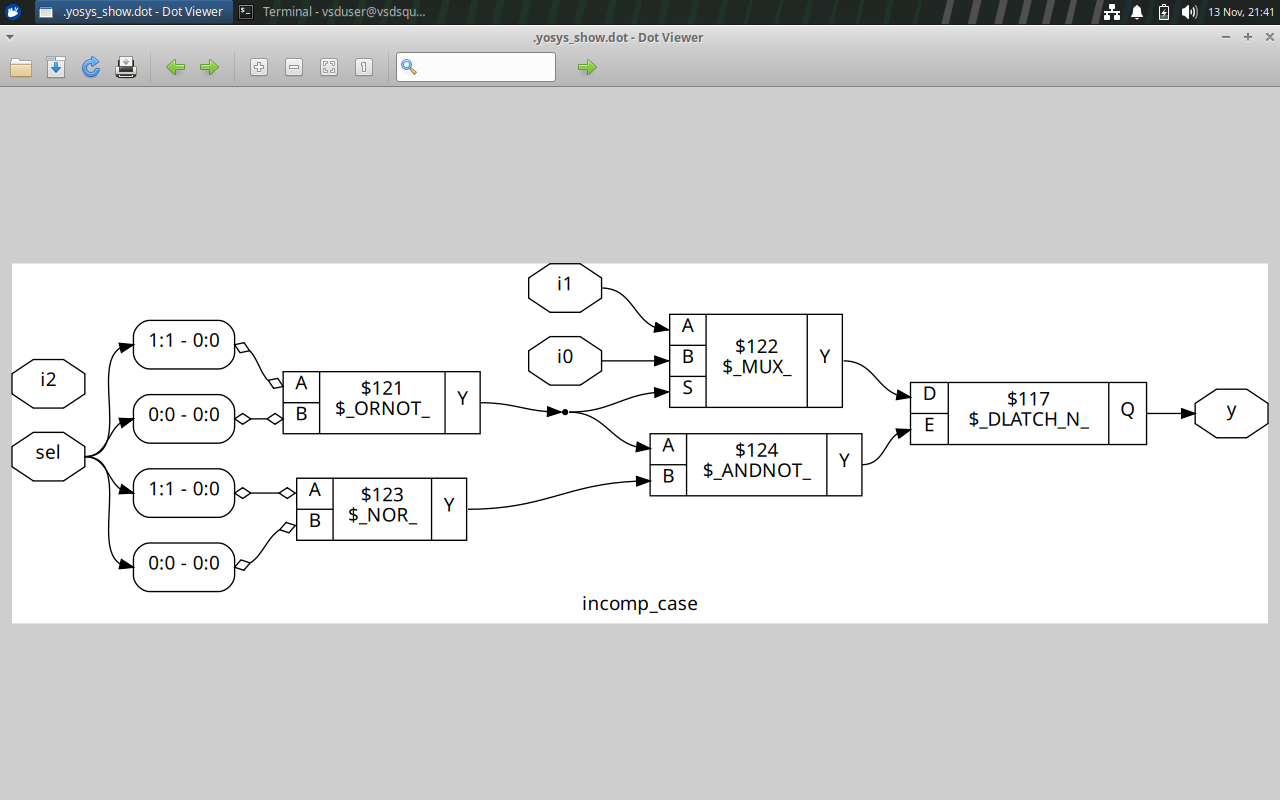 .yosys_show.dot - Dot Viewer
Terminal - vsduser@vsdsqu...
13 Nov, 21:41
.yosys_show.dot - Dot Viewer
1
i1
i0
i2
sel
1:1 - 0:0
0:0 - 0:0
1:1 - 0:0
0:0 - 0:0
A
B
$121
$_ORNOT_
Y
A
B
$123
$_NOR_
Y
A
B
S
$122
$_MUX_
Y
A
B
$124
$_ANDNOT_
Y
D
E
$117
$_DLATCH_N_
Q
y
incomp_case